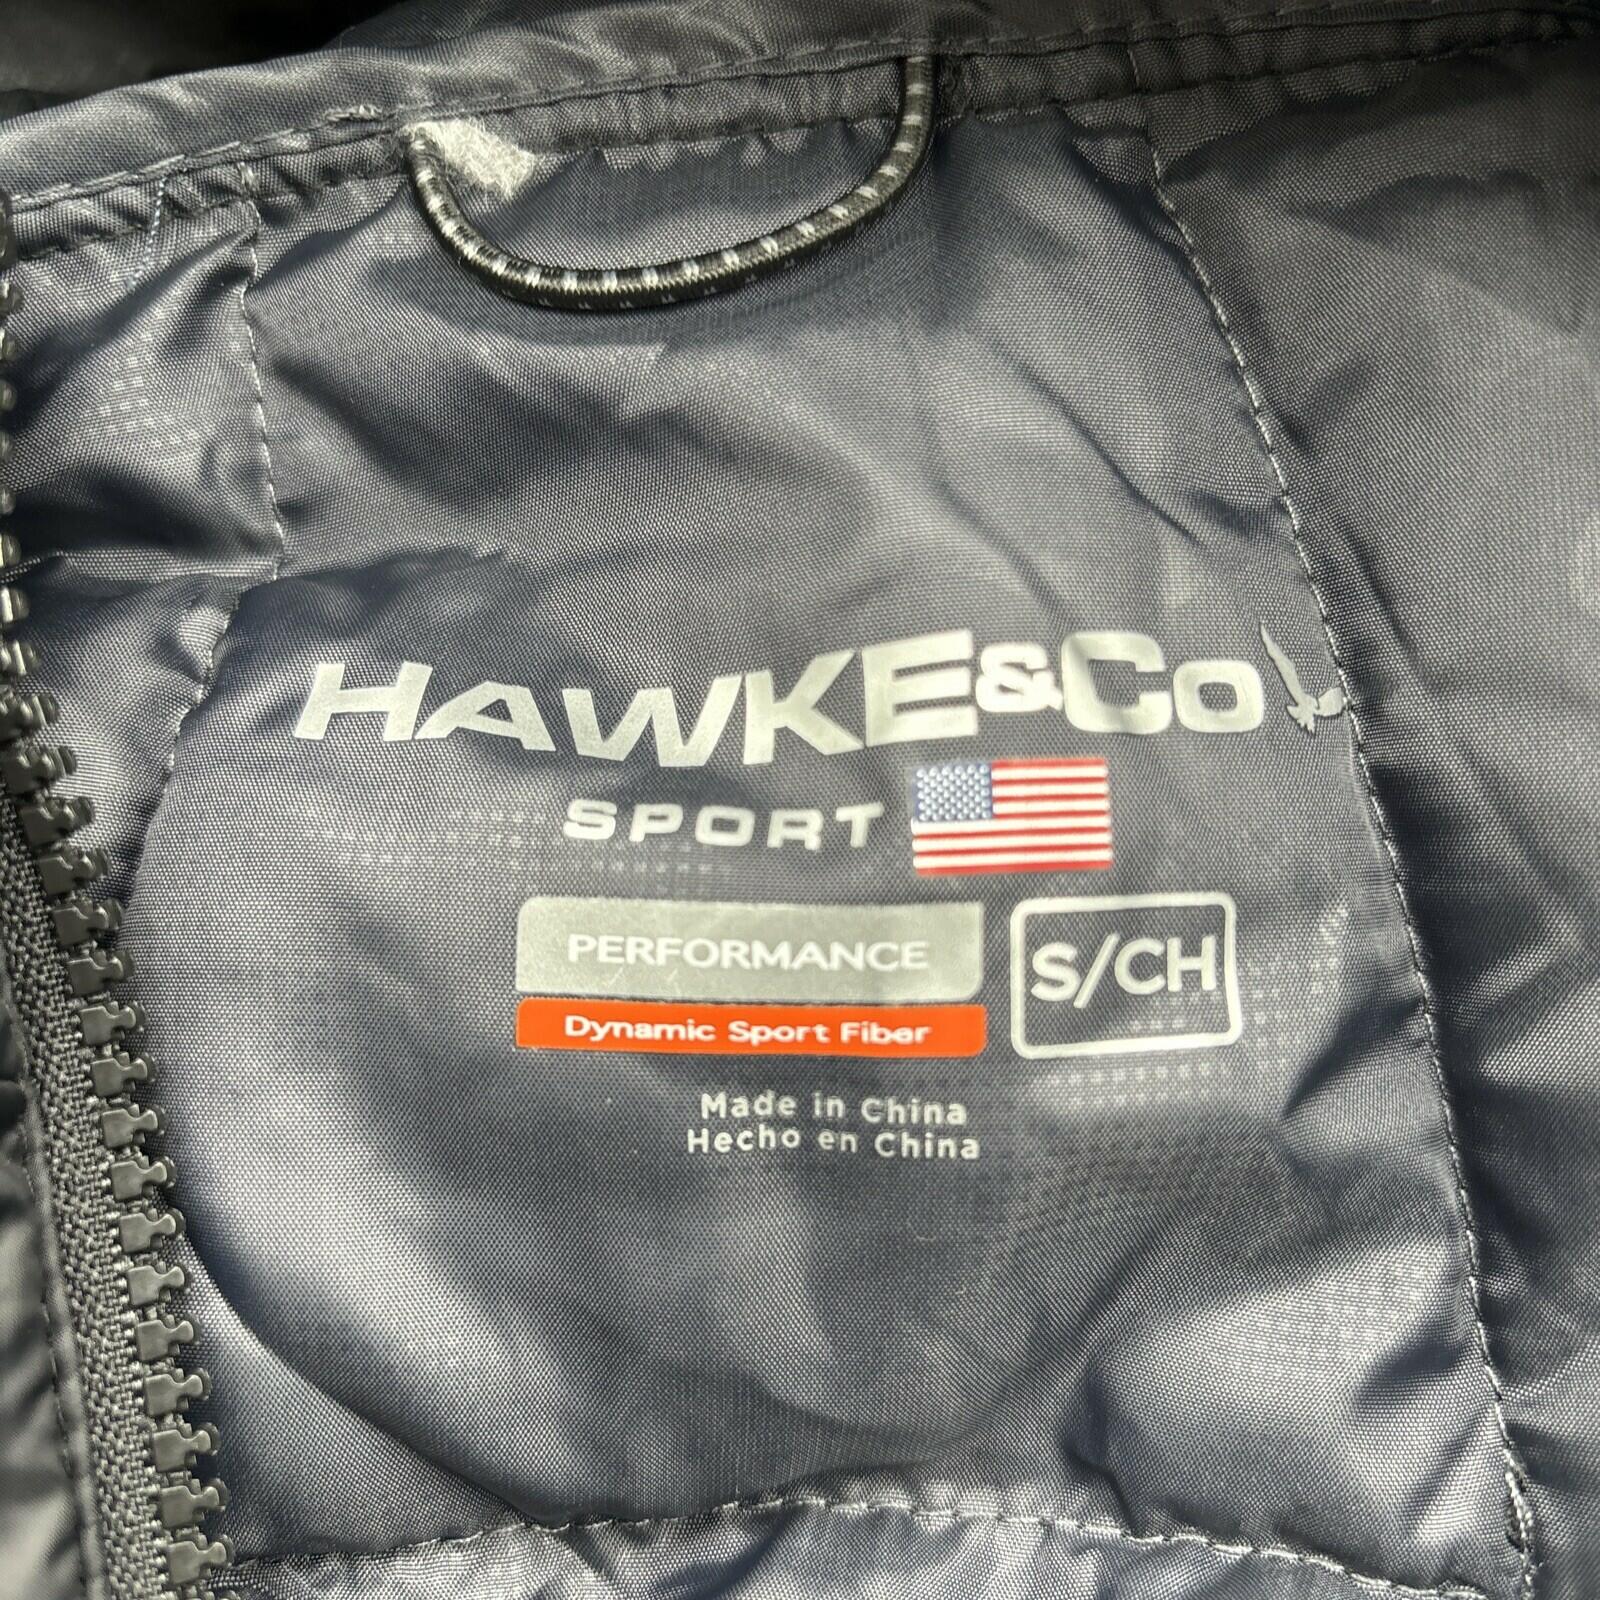 HAWKE&Co
SPORT
PERFORMANCE
S/CH
Dynamic Sport Fiber
Made in China
Hecho en China